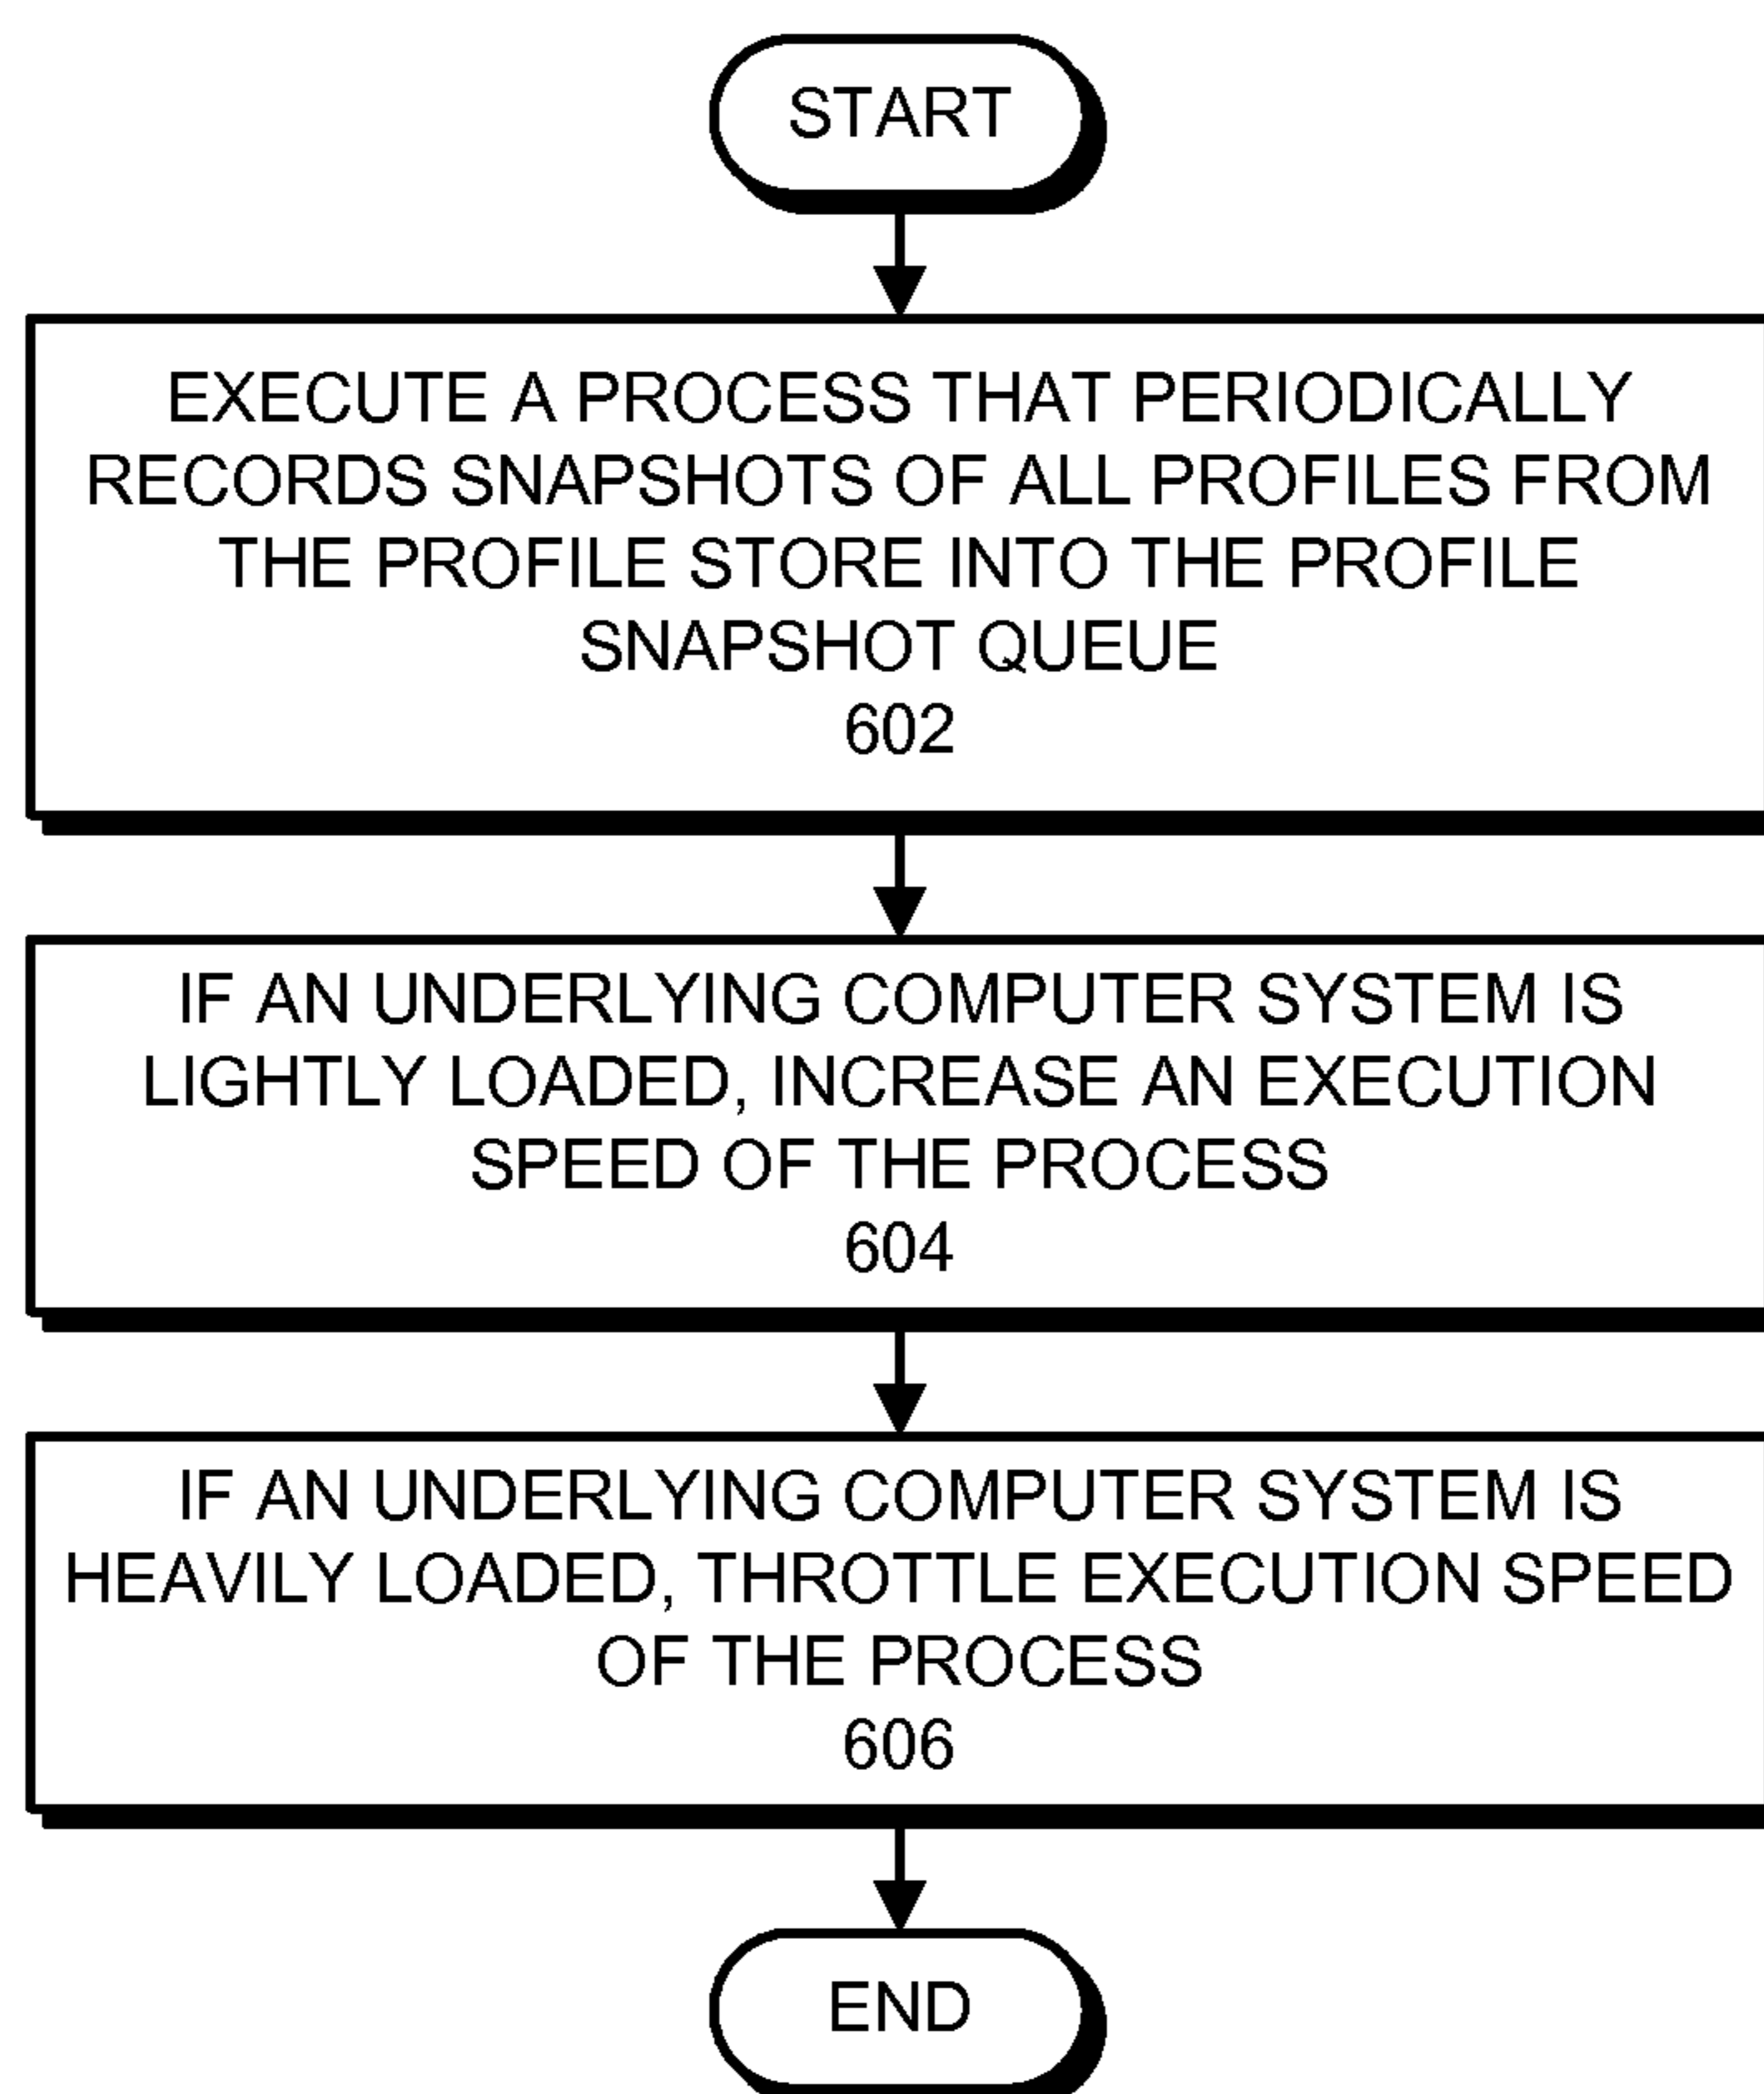 START
EXECUTE A PROCESS THAT PERIODICALLY
RECORDS SNAPSHOTS OF ALL PROFILES FROM
THE PROFILE STORE INTO THE PROFILE
SNAPSHOT QUEUE
602
IF AN UNDERLYING COMPUTER SYSTEM IS
LIGHTLY LOADED, INCREASE AN EXECUTION
SPEED OF THE PROCESS
604
IF AN UNDERLYING COMPUTER SYSTEM IS
HEAVILY LOADED, THROTTLE EXECUTION SPEED
OF THE PROCESS
606
END